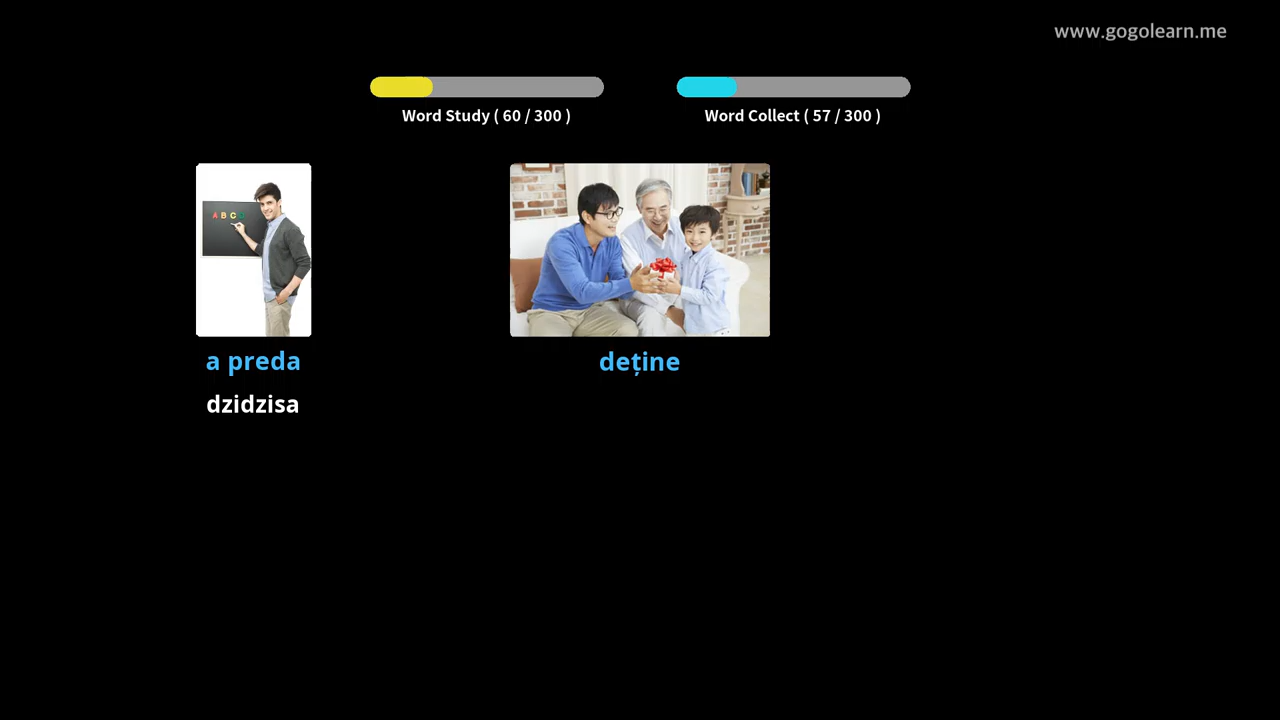 www.gogolearn.me
Word Study ( 60 / 300 )
Word Collect ( 57 / 300 )
A B C
a preda
deține
dzidzisa